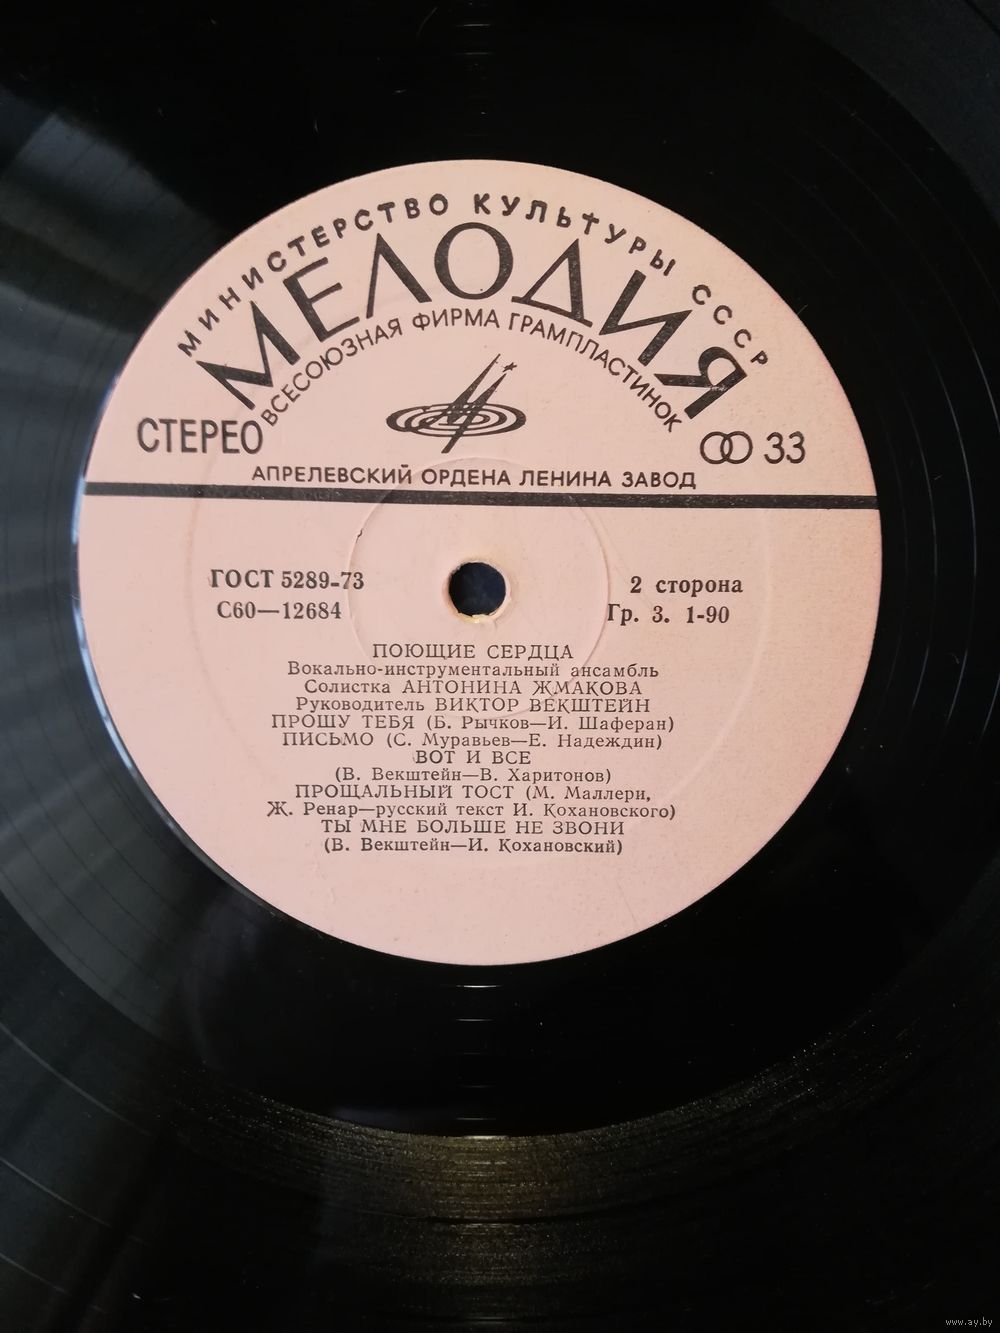 МИНИСТЕРСТВО КУЛЬТУРЫ СССР
МЕЛОДИЯ
ВСЕСОЮЗНАЯ ФИРМА ГРАМПЛАСТИНОК
СТЕРЕО
33
АПРЕЛЕВСКИЙ ОРДЕНА ЛЕНИНА ЗАВОД
ГОСТ 5289-73
2 сторона
С60—12684
Гр. 3. 1-90
ПОЮЩИЕ СЕРДЦА
Вокально-инструментальный ансамбль
Солистка АНТОНИНА ЖМАКОВА
Руководитель ВИКТОР ВЕКШТЕЙН
ПРОШУ ТЕБЯ (Б. Рычков—И. Шаферан)
ПИСЬМО (С. Муравьев—Е. Надеждин)
ВОТ И ВСЕ
(В. Векштейн—В. Харитонов)
ПРОЩАЛЬНЫЙ ТОСТ (М. Маллери,
Ж. Ренар—русский текст И. Кохановского)
ТЫ МНЕ БОЛЬШЕ НЕ ЗВОНИ
(В. Векштейн—И. Кохановский)
www.ay.by